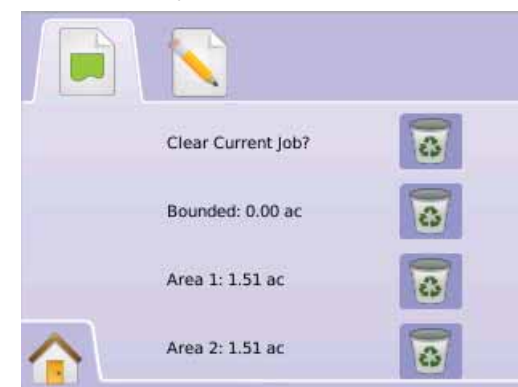 Clear Current Job?
Bounded: 0.00 ac
Area 1: 1.51 ac
Area 2: 1.51 ac